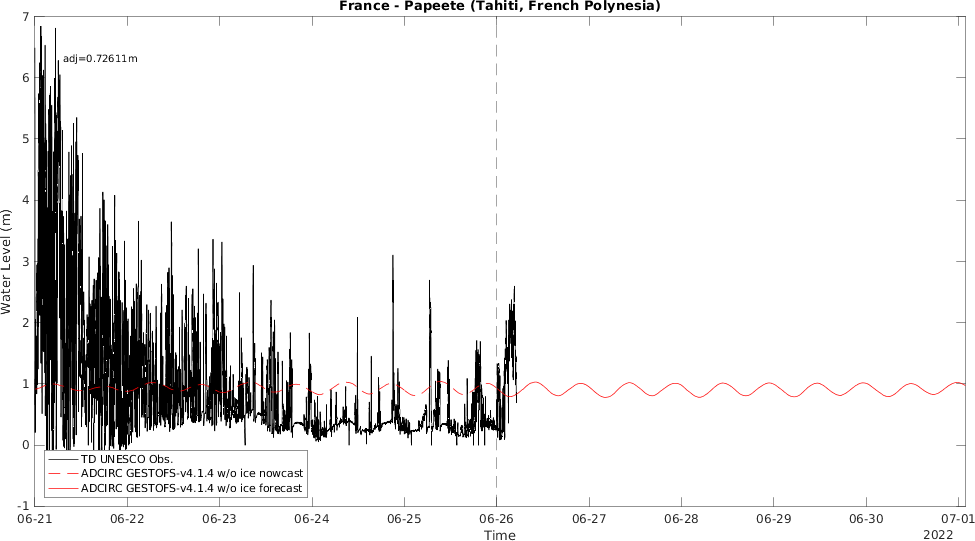 France - Papeete (Tahiti, French Polynesia)
7
adj=0.72611m
6
5
4
3
2
1
0
-1
Water Level (m)
TD UNESCO Obs.
ADCIRC GESTOFS-v4.1.4 w/o ice nowcast
ADCIRC GESTOFS-v4.1.4 w/o ice forecast
06-21 06-22 06-23 06-24 06-25 06-26 06-27 06-28 06-29 06-30 07-01
Time
2022